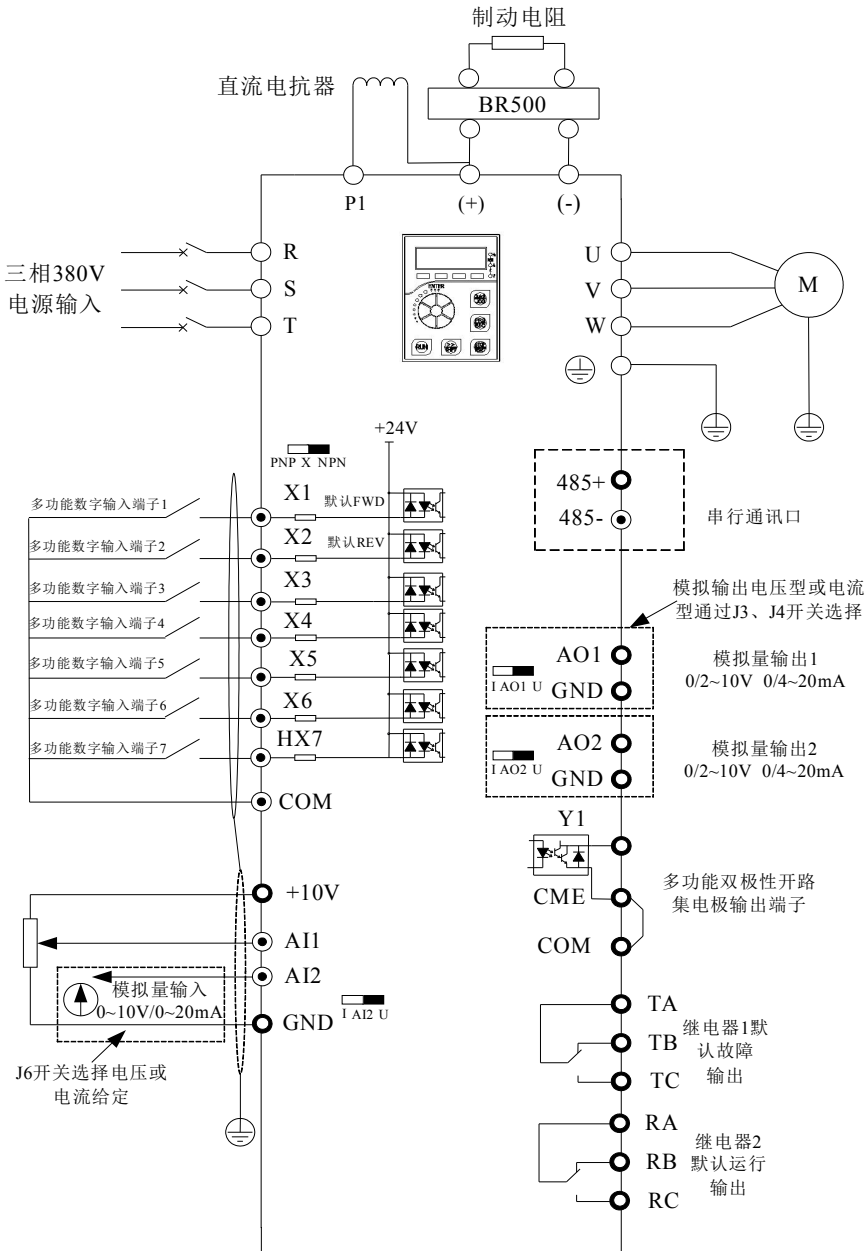 制动电阻
直流电抗器
BR500
P1
(+)
(-)
三相380V
电源输入
R
S
T
U
V
W
M
ENTER
RUN
+24V
PNP X NPN
多功能数字输入端子1
X1
默认FWD
多功能数字输入端子2
X2
默认REV
多功能数字输入端子3
X3
多功能数字输入端子4
X4
多功能数字输入端子5
X5
多功能数字输入端子6
X6
多功能数字输入端子7
HX7
COM
485+
485-
串行通讯口
模拟输出电压型或电流
型通过J3、J4开关选择
AO1
I AO1 U
GND
模拟量输出1
0/2~10V 0/4~20mA
AO2
I AO2 U
GND
模拟量输出2
0/2~10V 0/4~20mA
Y1
CME
COM
多功能双极性开路
集电极输出端子
+10V
AI1
AI2
模拟量输入
0~10V/0~20mA
GND
I AI2 U
J6开关选择电压或
电流给定
TA
TB
TC
继电器1默
认故障
输出
RA
RB
RC
继电器2
默认运行
输出